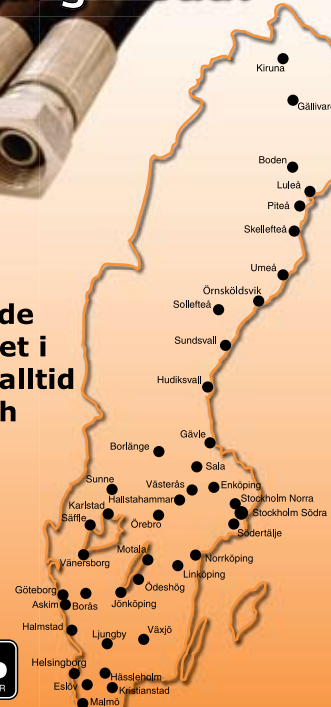 Kiruna
Gällivare
Boden
Luleå
Piteå
Skellefteå
Umeå
Örnsköldsvik
Sollefteå
de
et i
Sundsvall
alltid
Hudiksvall
h
Gävle
Borlänge
Sala
Sunne
Västerås
Enköping
Hallstahammar
Stockholm Norra
Karlstad
Stockholm Södra
Säffle
Örebro
Södertälje
Motala
Norrköping
Vänersborg
Linköping
Ödeshög
Göteborg
Askim
Borås
Jönköping
Halmstad
Växjö
Ljungby
Helsingborg
Hässleholm
Eslöv
Kristianstad
Malmö